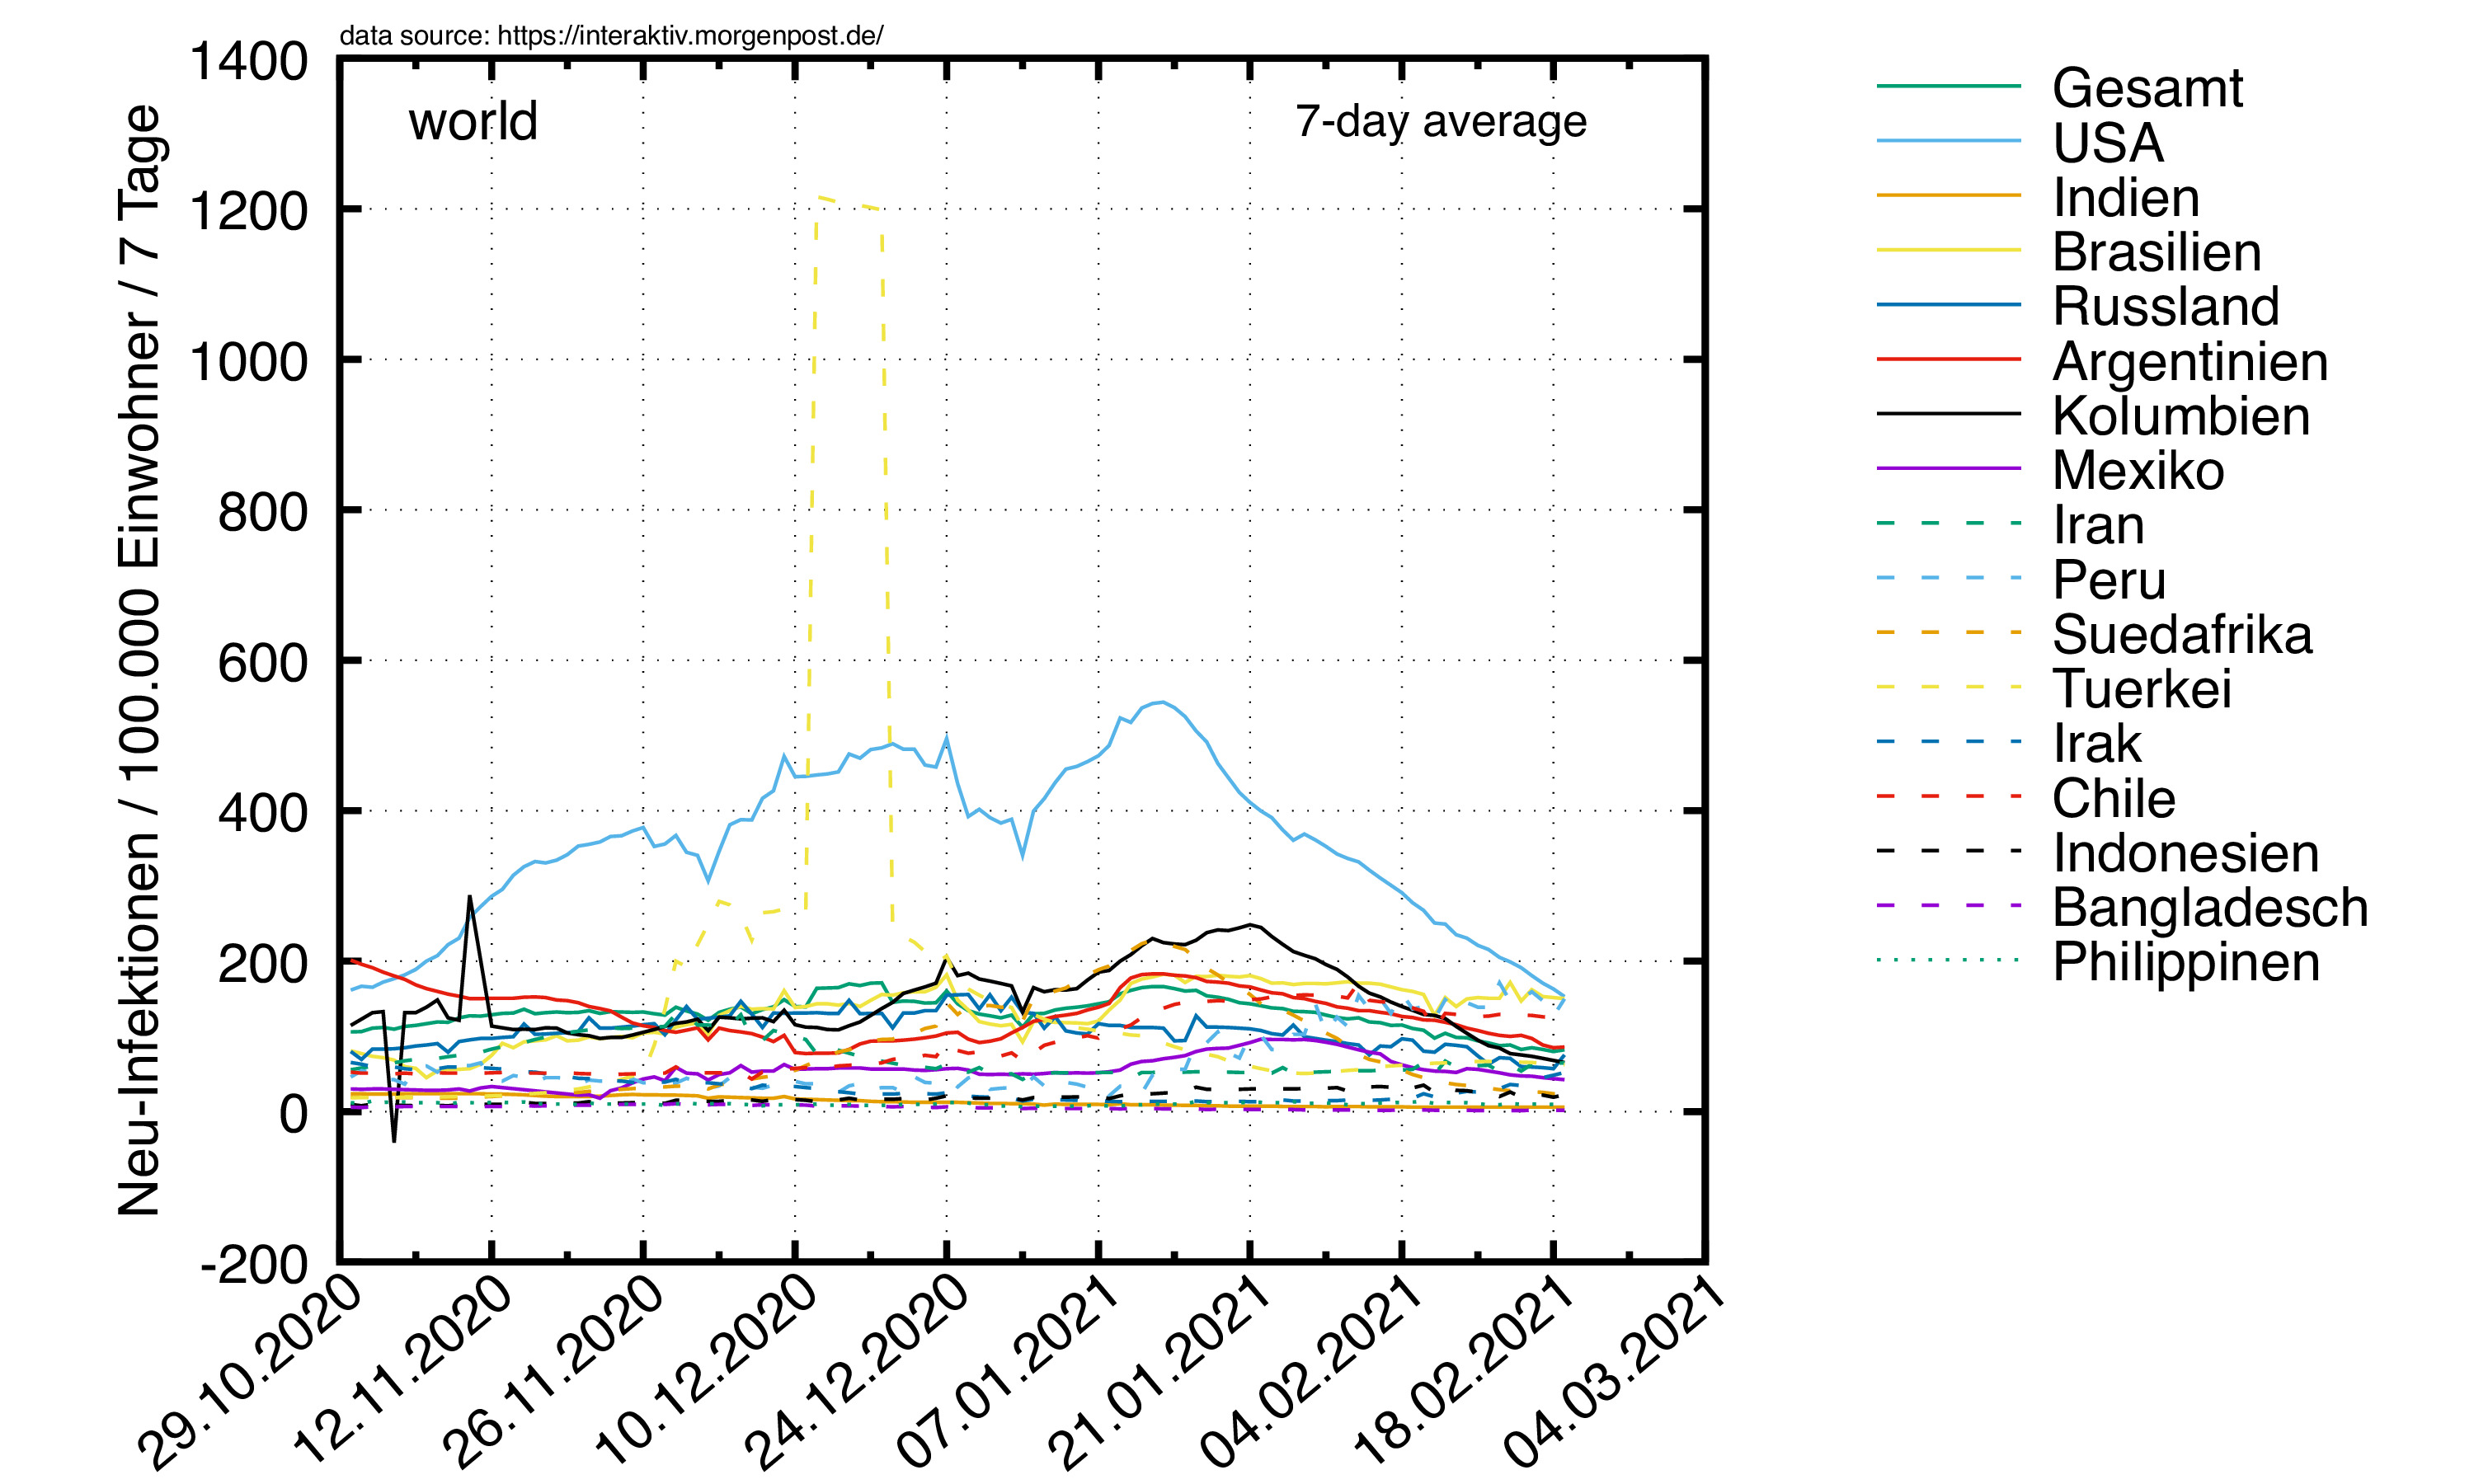 data source: https://interaktiv.morgenpost.de/
world
7-day average
Neu-Infektionen / 100.000 Einwohner / 7 Tage
1400
1200
1000
800
600
400
200
0
-200
29.10.2020
12.11.2020
26.11.2020
10.12.2020
24.12.2020
07.01.2021
21.01.2021
04.02.2021
18.02.2021
04.03.2021
Gesamt
USA
Indien
Brasilien
Russland
Argentinien
Kolumbien
Mexiko
Iran
Peru
Suedafrika
Tuerkei
Irak
Chile
Indonesien
Bangladesch
Philippinen